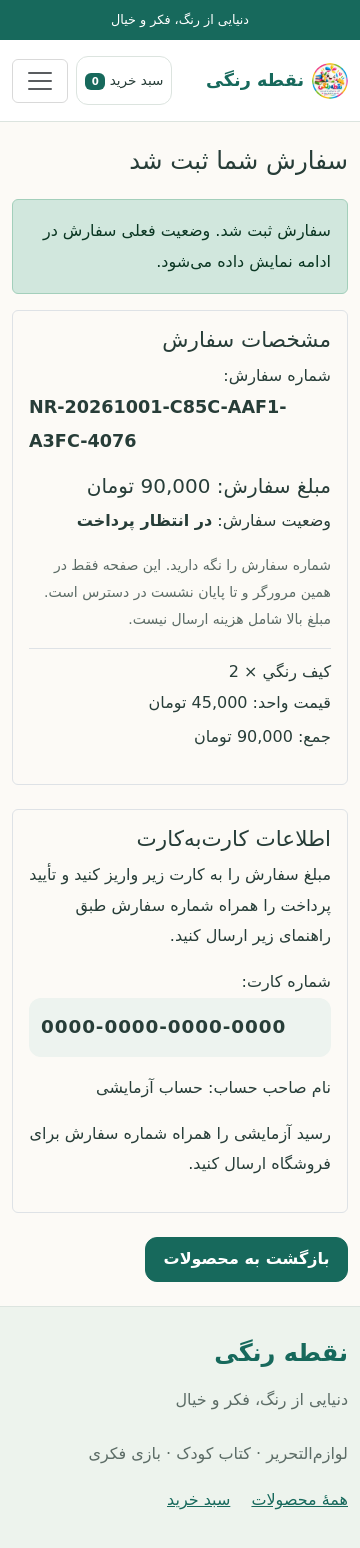 دنیایی از رنگ، فکر و خیال
نقطه رنگی
سبد خرید 0
سفارش شما ثبت شد
سفارش ثبت شد. وضعیت فعلی سفارش در
ادامه نمایش داده می‌شود.
مشخصات سفارش
شماره سفارش:
NR-20261001-C85C-AAF1-
A3FC-4076
مبلغ سفارش: 90,000 تومان
وضعیت سفارش: در انتظار پرداخت
شماره سفارش را نگه دارید. این صفحه فقط در
همین مرورگر و تا پایان نشست در دسترس است.
مبلغ بالا شامل هزینه ارسال نیست.
کیف رنگي × 2
قیمت واحد: 45,000 تومان
جمع: 90,000 تومان
اطلاعات کارت‌به‌کارت
مبلغ سفارش را به کارت زیر واریز کنید و تأیید
پرداخت را همراه شماره سفارش طبق
راهنمای زیر ارسال کنید.
شماره کارت:
0000-0000-0000-0000
نام صاحب حساب: حساب آزمایشی
رسید آزمایشی را همراه شماره سفارش برای
فروشگاه ارسال کنید.
بازگشت به محصولات
نقطه رنگی
دنیایی از رنگ، فکر و خیال
لوازم‌التحریر · کتاب کودک · بازی فکری
همهٔ محصولات سبد خرید